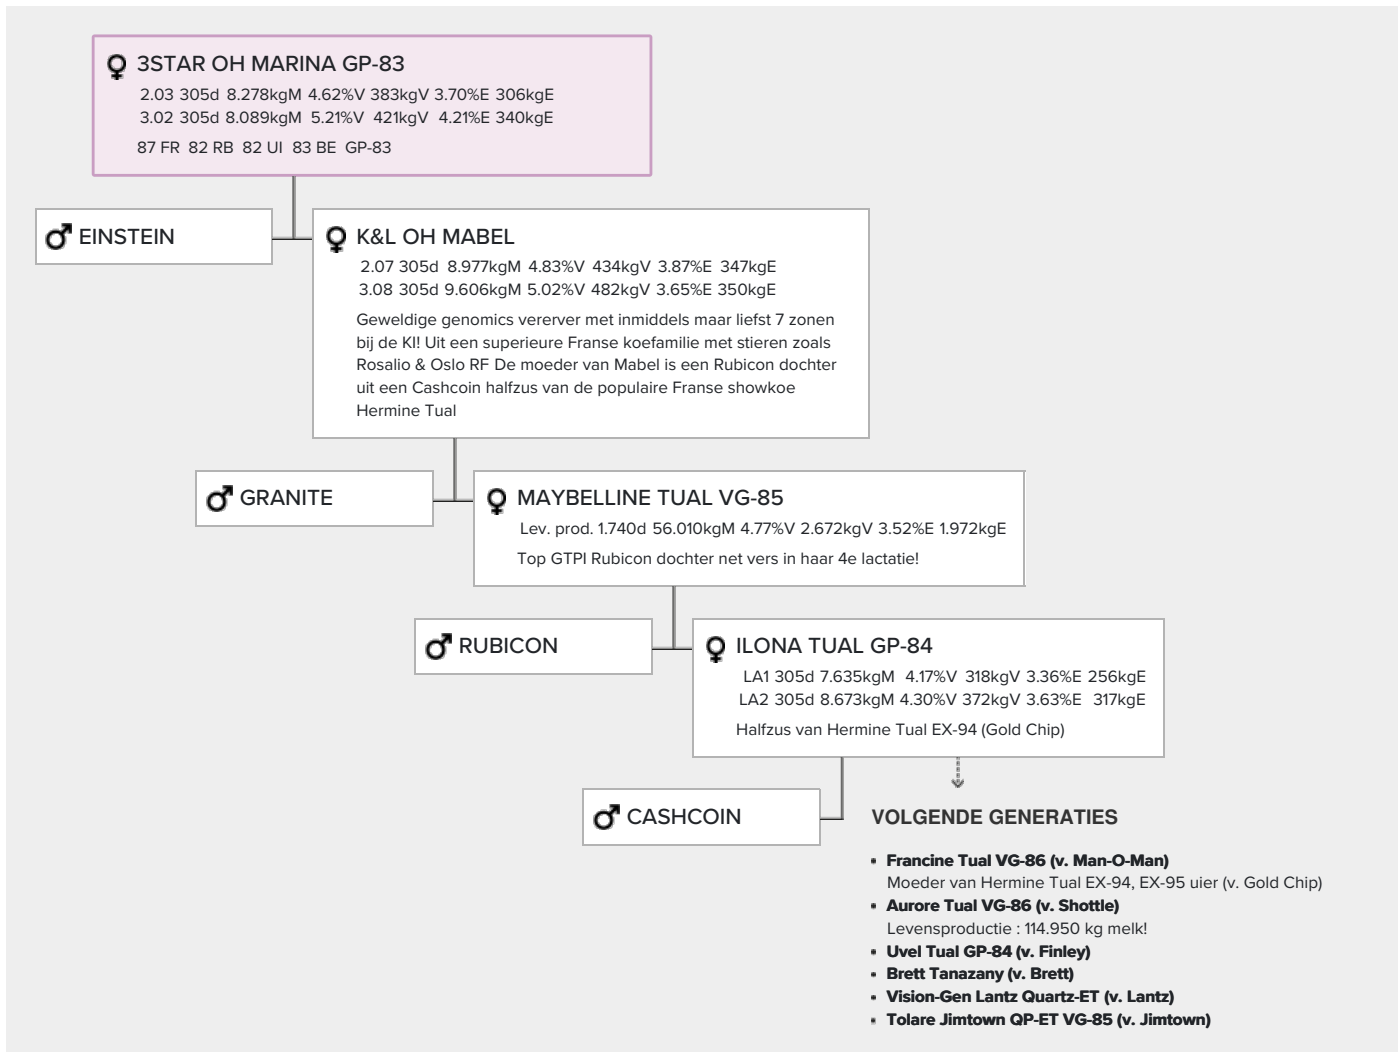 3STAR OH MARINA GP-83
2.03 305d 8.278kgM 4.62%V 383kgV 3.70%E 306kgE
3.02 305d 8.089kgM 5.21%V 421kgV 4.21%E 340kgE
87 FR 82 RB 82 UI 83 BE GP-83
EINSTEIN
K&L OH MABEL
2.07 305d 8.977kgM 4.83%V 434kgV 3.87%E 347kgE
3.08 305d 9.606kgM 5.02%V 482kgV 3.65%E 350kgE
Geweldige genomics vererver met inmiddels maar liefst 7 zonen
bij de KI! Uit een superieure Franse koefamilie met stieren zoals
Rosalio & Oslo RF De moeder van Mabel is een Rubicon dochter
uit een Cashcoin halfzus van de populaire Franse showkoe
Hermine Tual
GRANITE
MAYBELLINE TUAL VG-85
Lev. prod. 1.740d 56.010kgM 4.77%V 2.672kgV 3.52%E 1.972kgE
Top GTPI Rubicon dochter net vers in haar 4e lactatie!
RUBICON
ILONA TUAL GP-84
LA1 305d 7.635kgM 4.17%V 318kgV 3.36%E 256kgE
LA2 305d 8.673kgM 4.30%V 372kgV 3.63%E 317kgE
Halfzus van Hermine Tual EX-94 (Gold Chip)
CASHCOIN
VOLGENDE GENERATIES
Francine Tual VG-86 (v. Man-O-Man)
Moeder van Hermine Tual EX-94, EX-95 uier (v. Gold Chip)
Aurore Tual VG-86 (v. Shottle)
Levensproductie : 114.950 kg melk!
Uvel Tual GP-84 (v. Finley)
Brett Tanazany (v. Brett)
Vision-Gen Lantz Quartz-ET (v. Lantz)
Tolare Jimtown QP-ET VG-85 (v. Jimtown)